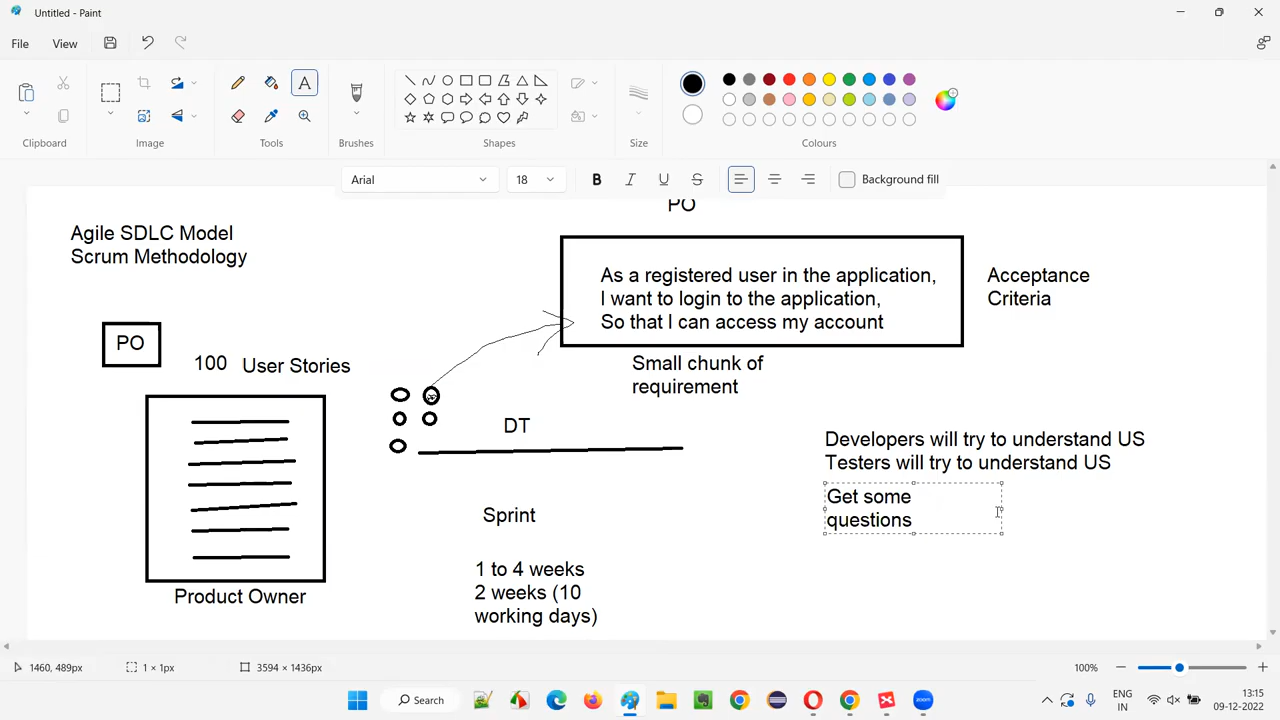 Untitled - Paint
File
View
Clipboard
Image
Tools
Brushes
Shapes
Size
Colours
Arial
18
B
I
U
Background fill
PO
Agile SDLC Model
Scrum Methodology
As a registered user in the application,
I want to login to the application,
So that I can access my account
Acceptance
Criteria
PO
100
User Stories
Small chunk of
requirement
DT
Developers will try to understand US
Testers will try to understand US
Get some
questions
Sprint
1 to 4 weeks
2 weeks (10
working days)
Product Owner
1460, 489px
1 × 1px
3594 × 1436px
100%
Search
zoom
ENG
IN
13:15
09-12-2022